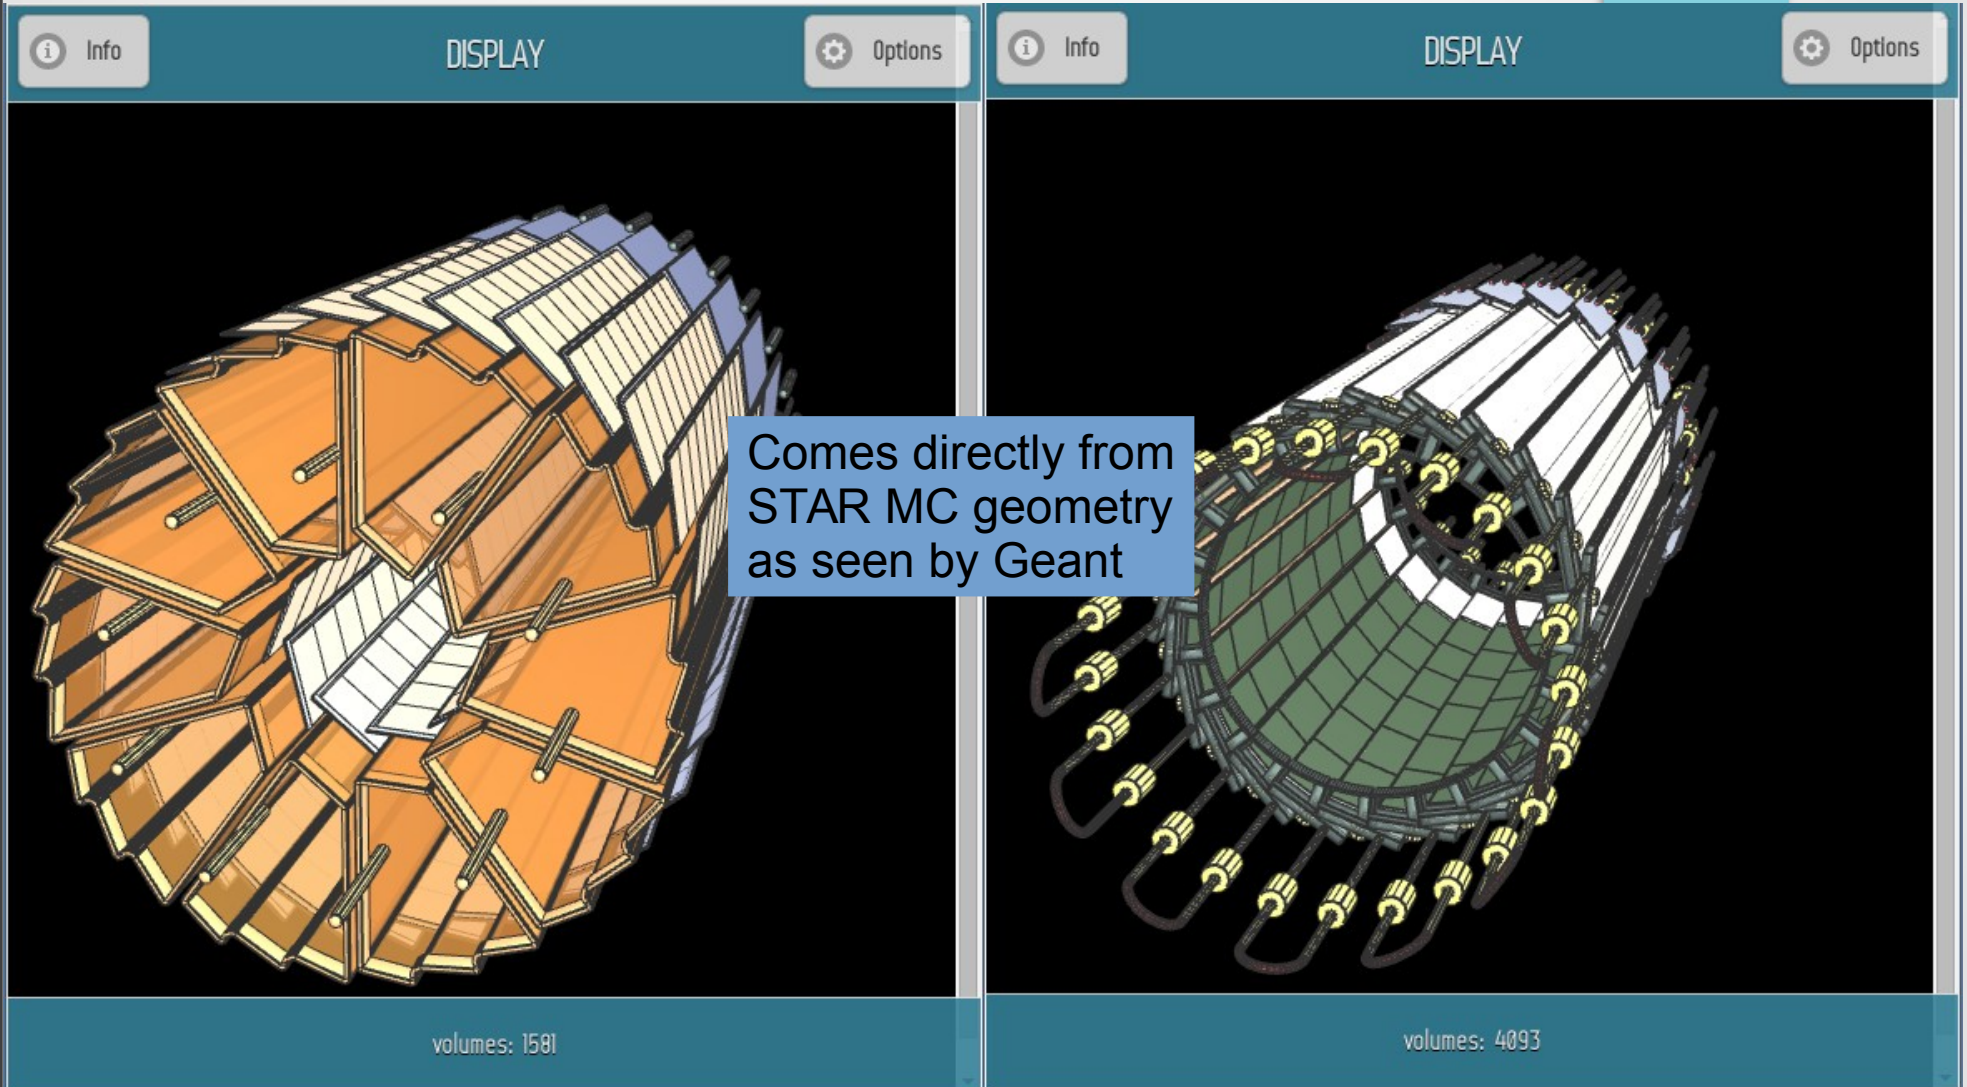 Info
DISPLAY
Options
Info
DISPLAY
Options
Comes directly from
STAR MC geometry
as seen by Geant
volumes: 1581
volumes: 4093